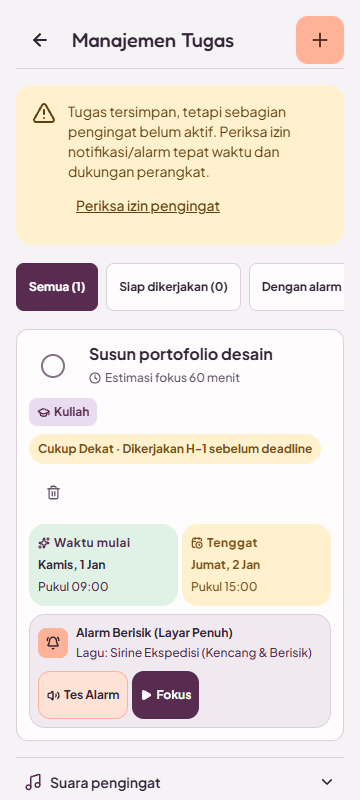 Manajemen Tugas
Tugas tersimpan, tetapi sebagian
pengingat belum aktif. Periksa izin
notifikasi/alarm tepat waktu dan
dukungan perangkat.
Periksa izin pengingat
Semua (1)
Siap dikerjakan (0)
Dengan alarm
Susun portofolio desain
Estimasi fokus 60 menit
Kuliah
Cukup Dekat · Dikerjakan H-1 sebelum deadline
Waktu mulai
Kamis, 1 Jan
Pukul 09:00
Tenggat
Jumat, 2 Jan
Pukul 15:00
Alarm Berisik (Layar Penuh)
Lagu: Sirine Ekspedisi (Kencang & Berisik)
Tes Alarm
Fokus
Suara pengingat